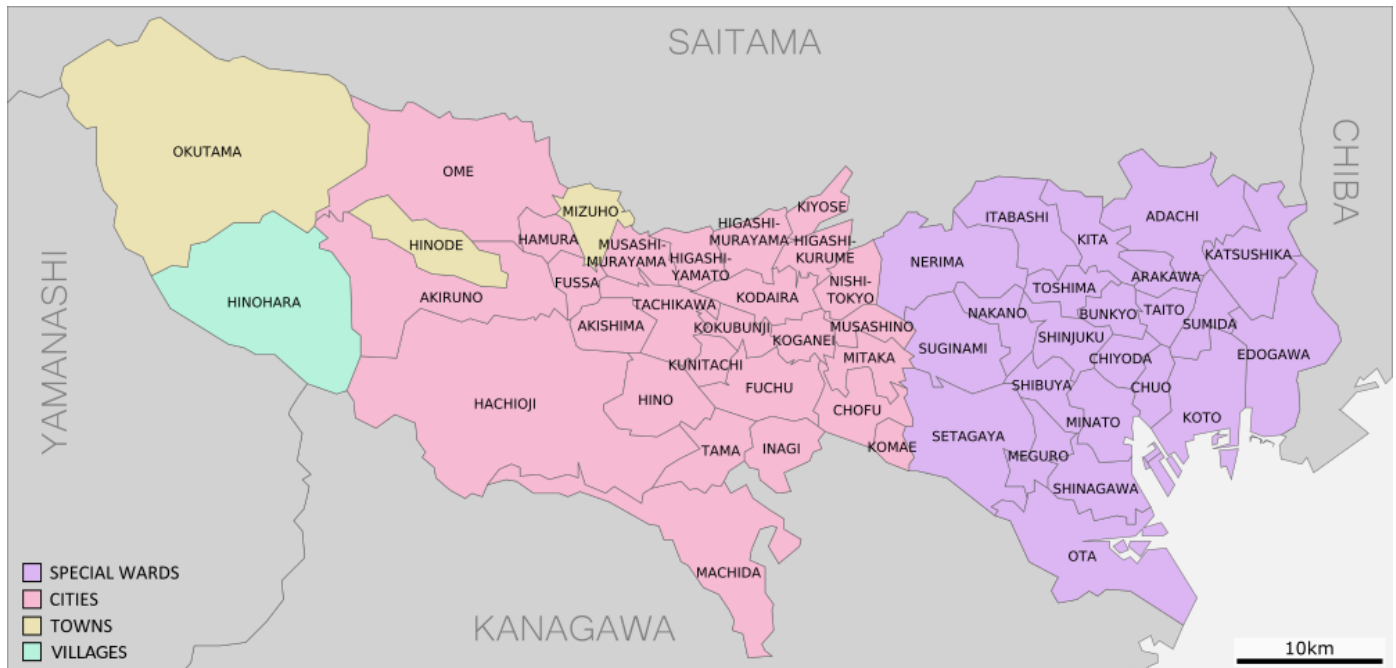 SAITAMA
CHIBA
YAMANASHI
KANAGAWA
OKUTAMA
OME
HINOHARA
HINODE
MIZUHO
HAMURA
MUSASHI-
MURAYAMA
HIGASHI-
YAMATO
HIGASHI-
MURAYAMA
KIYOSE
HIGASHI-
KURUME
NISHI-
TOKYO
FUSSA
AKIRUNO
TACHIKAWA
KODAIRA
AKISHIMA
KOKUBUNJI
KOGANEI
MUSASHINO
MITAKA
KUNITACHI
FUCHU
HACHIOJI
HINO
CHOFU
TAMA
INAGI
KOMAE
MACHIDA
ITABASHI
KITA
ADACHI
KATSUSHIKA
NERIMA
ARAKAWA
TOSHIMA
NAKANO
BUNKYO
TAITO
SUMIDA
SUGINAMI
SHINJUKU
CHIYODA
EDOGAWA
SHIBUYA
CHUO
MINATO
KOTO
SETAGAYA
MEGURO
SHINAGAWA
OTA
SPECIAL WARDS
CITIES
TOWNS
VILLAGES
10km